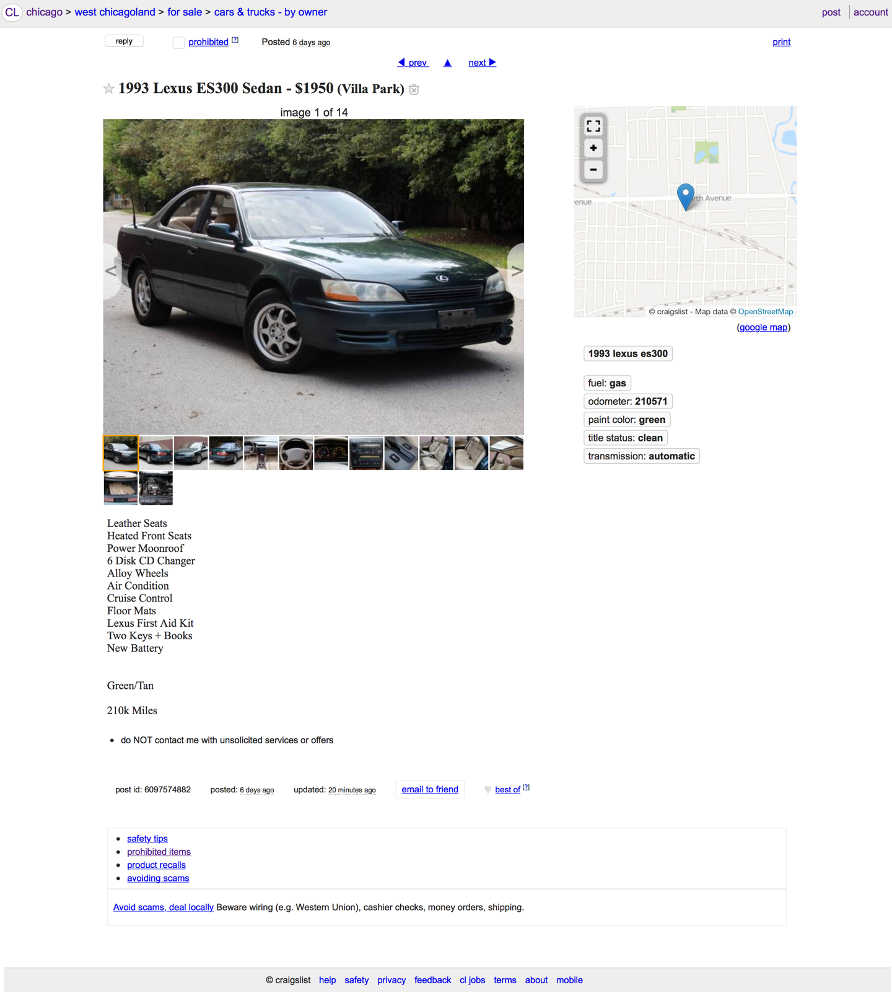 CL chicago > west chicagoland > for sale > cars & trucks - by owner post account
reply prohibited [?] Posted 6 days ago print
◀ prev ▲ next ▶
☆ 1993 Lexus ES300 Sedan - $1950 (Villa Park)
image 1 of 14
< >
+
−
enue rth Avenue
© craigslist - Map data © OpenStreetMap
(google map)
1993 lexus es300
fuel: gas
odometer: 210571
paint color: green
title status: clean
transmission: automatic
Leather Seats
Heated Front Seats
Power Moonroof
6 Disk CD Changer
Alloy Wheels
Air Condition
Cruise Control
Floor Mats
Lexus First Aid Kit
Two Keys + Books
New Battery
Green/Tan
210k Miles
• do NOT contact me with unsolicited services or offers
post id: 6097574882 posted: 6 days ago updated: 20 minutes ago email to friend ♥ best of [?]
• safety tips
• prohibited items
• product recalls
• avoiding scams
Avoid scams, deal locally Beware wiring (e.g. Western Union), cashier checks, money orders, shipping.
© craigslist help safety privacy feedback cl jobs terms about mobile